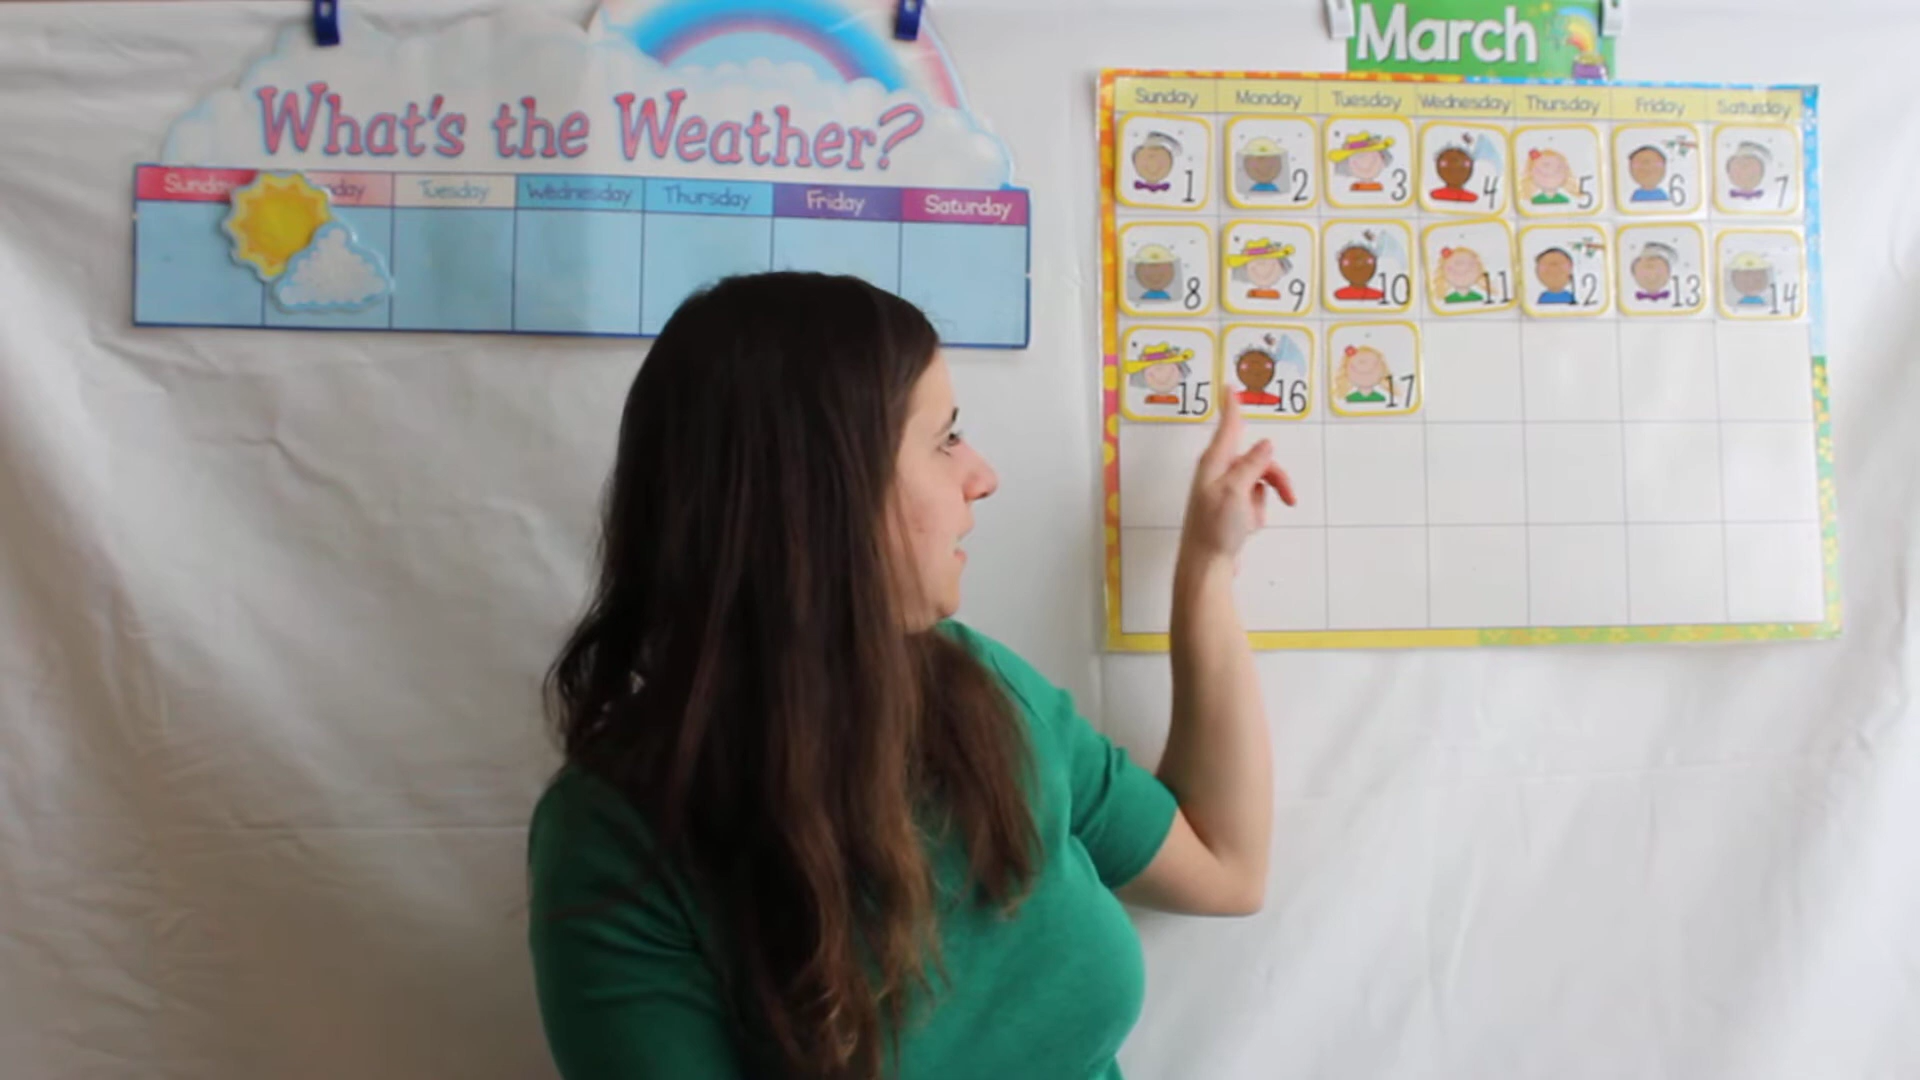 What's the Weather?
Sunday Tuesday Wednesday Thursday Friday Saturday
March
Sunday Monday Tuesday Wednesday Thursday Friday Saturday
1 2 3 4 5 6 7
8 9 10 11 12 13 14
15 16 17